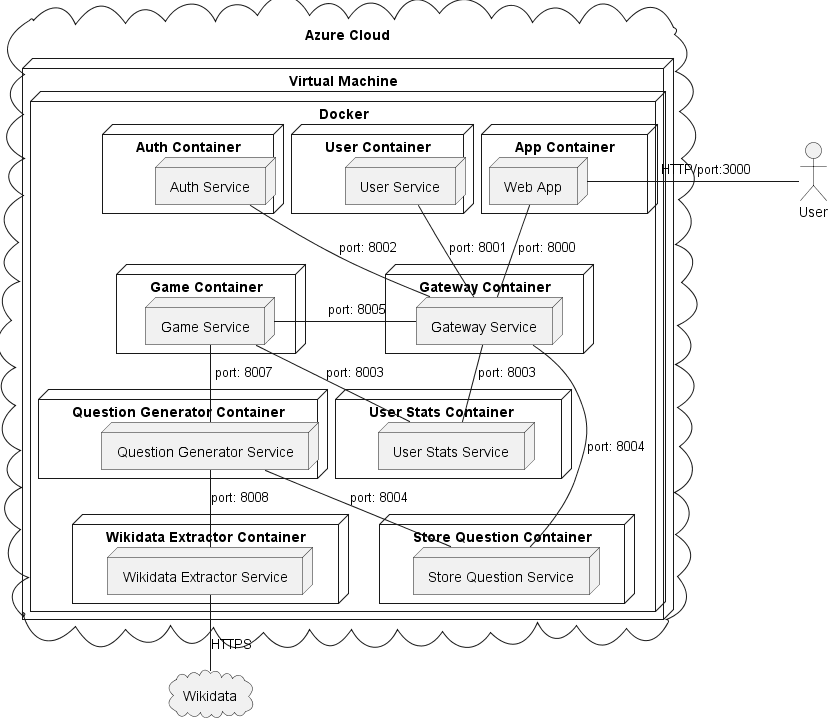 Azure Cloud
Virtual Machine
Docker
Auth Container
User Container
App Container
Auth Service
User Service
Web App
HTTP/port:3000
User
port: 8002
port: 8001
port: 8000
Game Container
Gateway Container
Game Service
port: 8005
Gateway Service
port: 8007
port: 8003
port: 8003
Question Generator Container
User Stats Container
Question Generator Service
User Stats Service
port: 8004
port: 8008
port: 8004
Wikidata Extractor Container
Store Question Container
Wikidata Extractor Service
Store Question Service
HTTPS
Wikidata